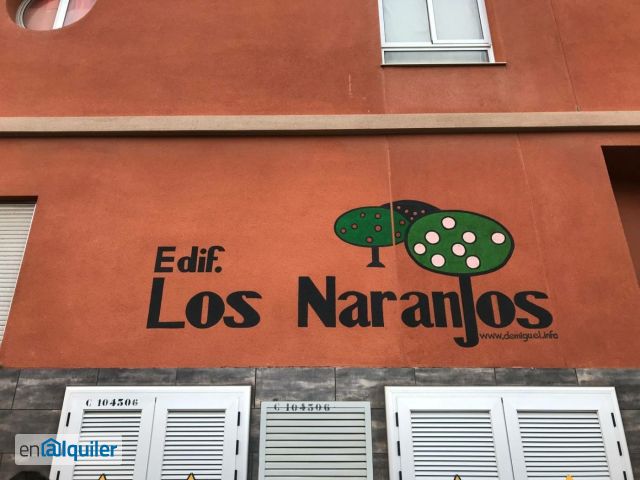 Edif.
Los Naranjos
www.demiguel.info
C 104506
C 104506
enalquiler